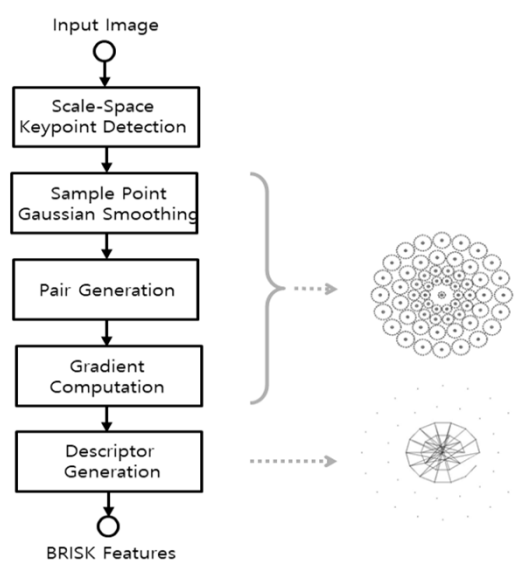 Input Image
Scale-Space
Keypoint Detection
Sample Point
Gaussian Smoothing
Pair Generation
Gradient
Computation
Descriptor
Generation
BRISK Features